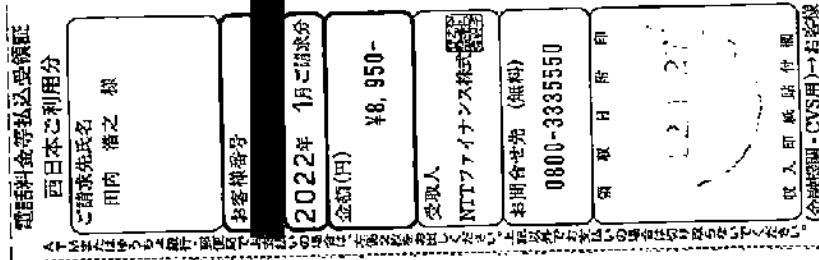 電話料金等払込受領証
西日本ご利用分
ご請求先氏名
田内 浩之 様
お客様番号
2022年 1月ご請求分
金額(円)
¥8,950-
受取人
NTTファイナンス株式会社
お問合せ先 (無料)
0800-3335550
領収日附印
収入印紙貼付欄
(金融機関・CVS用)→お客様